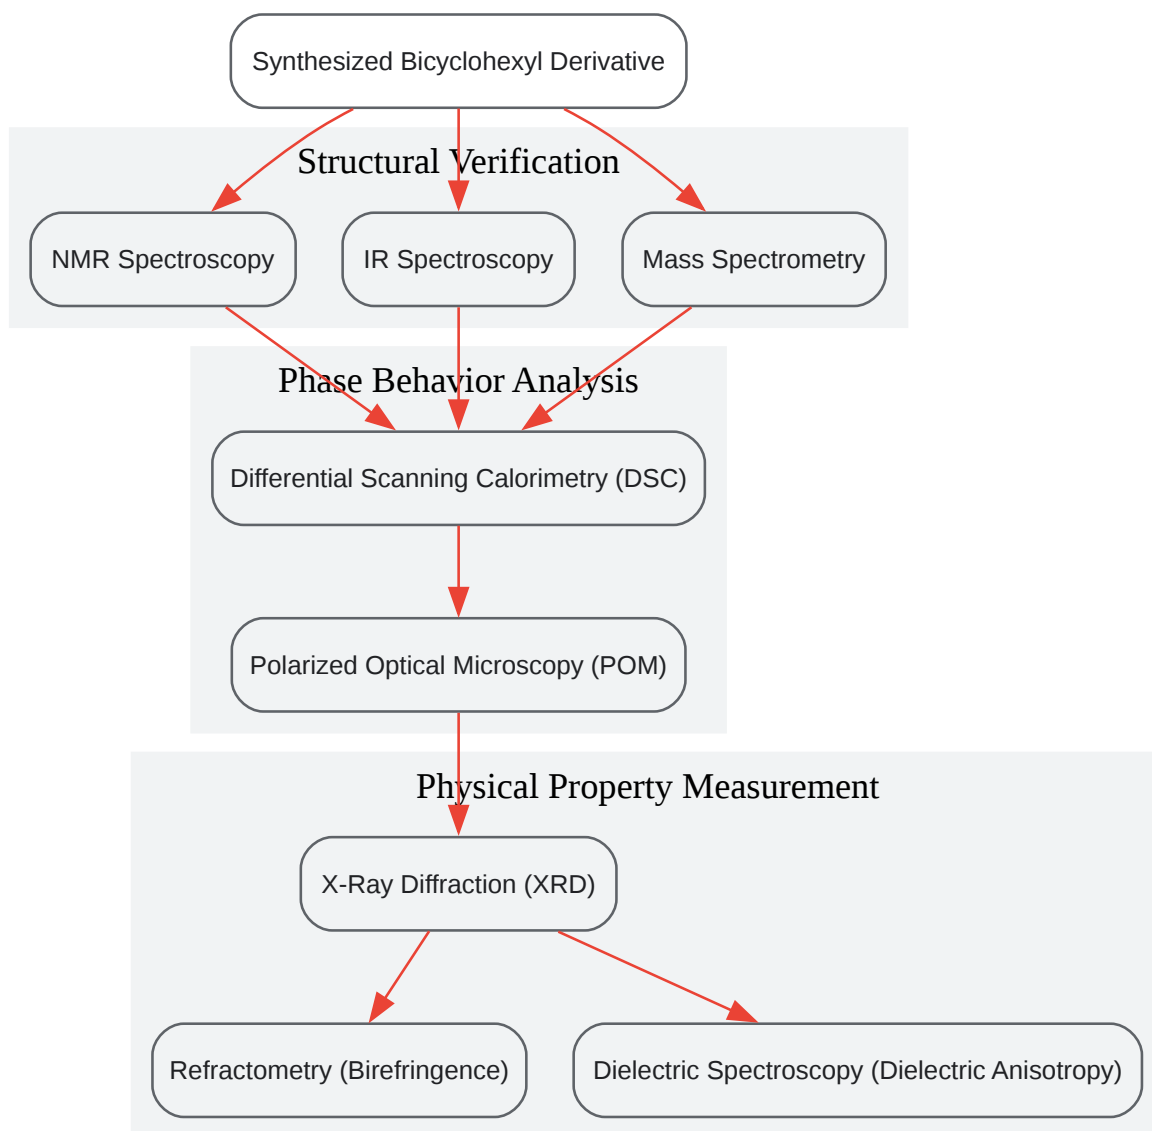 Synthesized Bicyclohexyl Derivative
Structural Verification
NMR Spectroscopy
IR Spectroscopy
Mass Spectrometry
Phase Behavior Analysis
Differential Scanning Calorimetry (DSC)
Polarized Optical Microscopy (POM)
Physical Property Measurement
X-Ray Diffraction (XRD)
Refractometry (Birefringence)
Dielectric Spectroscopy (Dielectric Anisotropy)